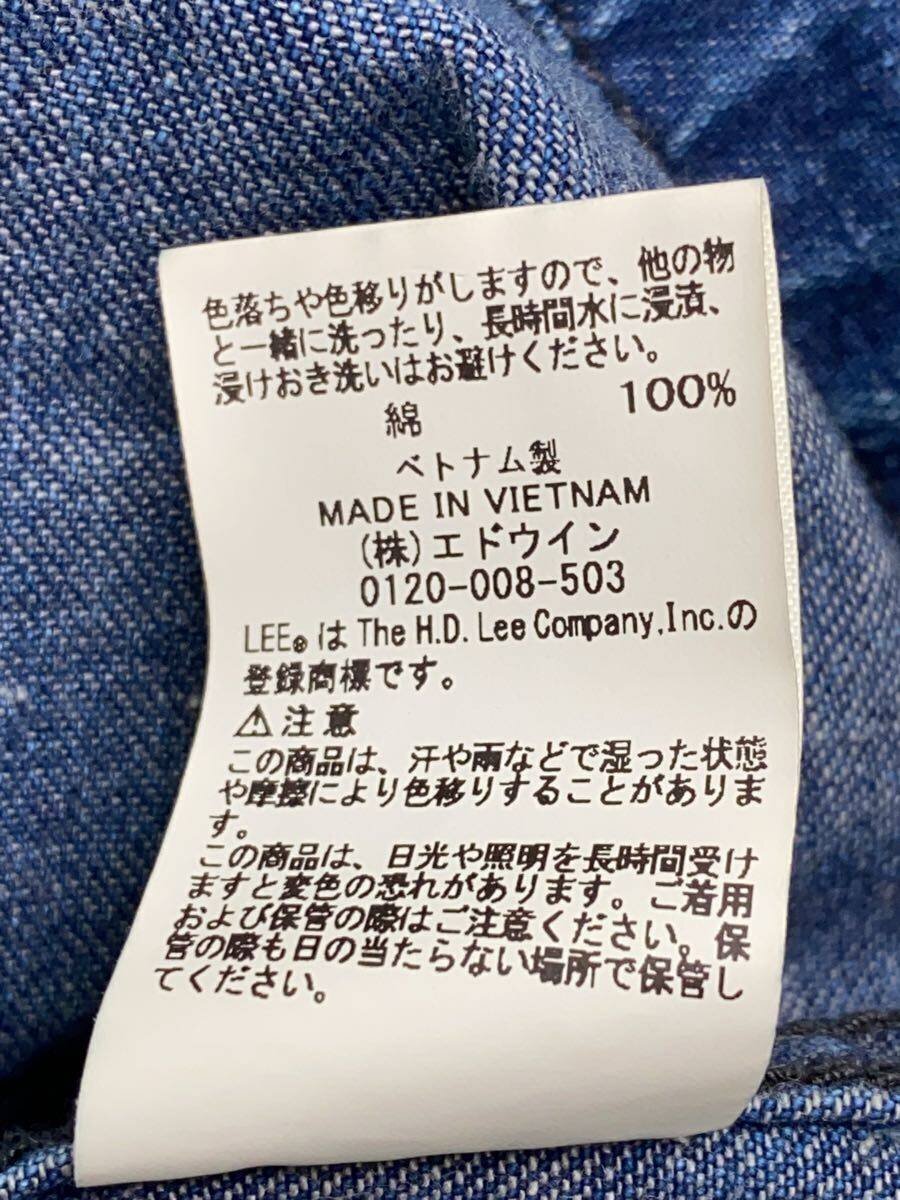 色落ちや色移りがしますので、他の物
と一緒に洗ったり、長時間水に浸漬、
浸けおき洗いはお避けください。
綿 100%
ベトナム製
MADE IN VIETNAM
(株)エドウイン
0120-008-503
LEE®は The H.D. Lee Company,Inc.の
登録商標です。
⚠注意
この商品は、汗や雨などで湿った状態
や摩擦により色移りすることがありま
す。
この商品は、日光や照明を長時間受け
ますと変色の恐れがあります。ご着用
および保管の際はご注意ください。保
管の際も日の当たらない場所で保管し
てください。